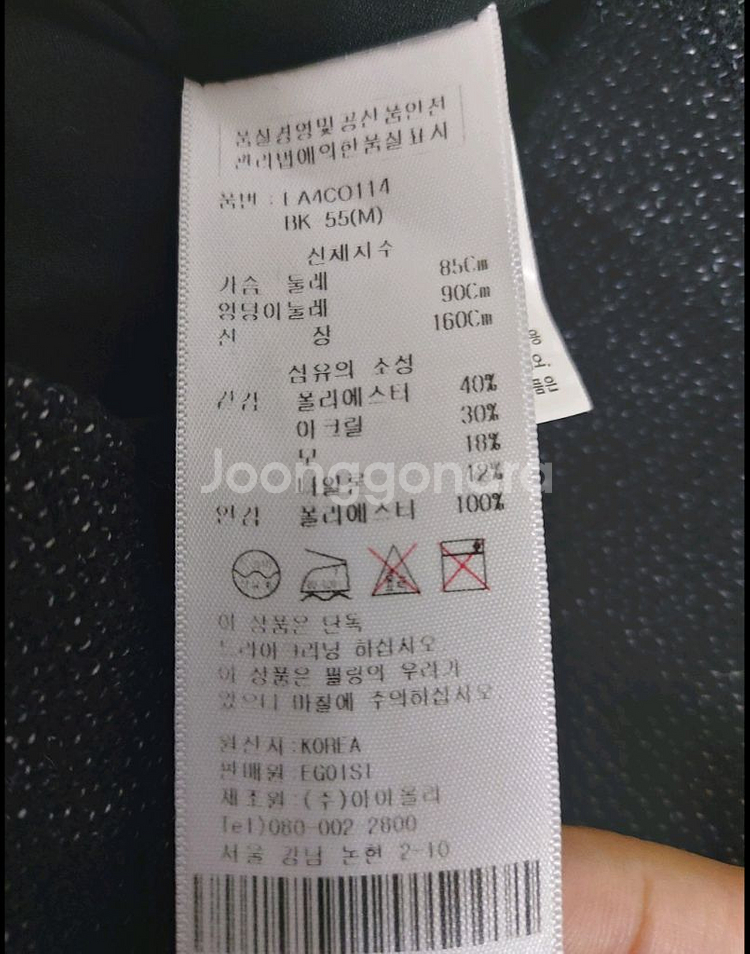 품질경영및공산품안전
관리법에의한품질표시
품번 : EA4CO114
BK 55(M)
신체치수
가슴 둘레 85Cm
엉덩이둘레 90Cm
신 장 160Cm
섬유의 조성
겉감 폴리에스터 40%
아크릴 30%
모 18%
나일론 12%
안감 폴리에스터 100%
Joonggonara
이 상품은 단독
드라이 크리닝 하십시오
이 상품은 필링의 우려가
있으니 마찰에 주의하십시오
원산지:KOREA
판매원:EGOIST
제조원:(주)아이올리
Tel)080-002-2800
서울 강남 논현 2-10